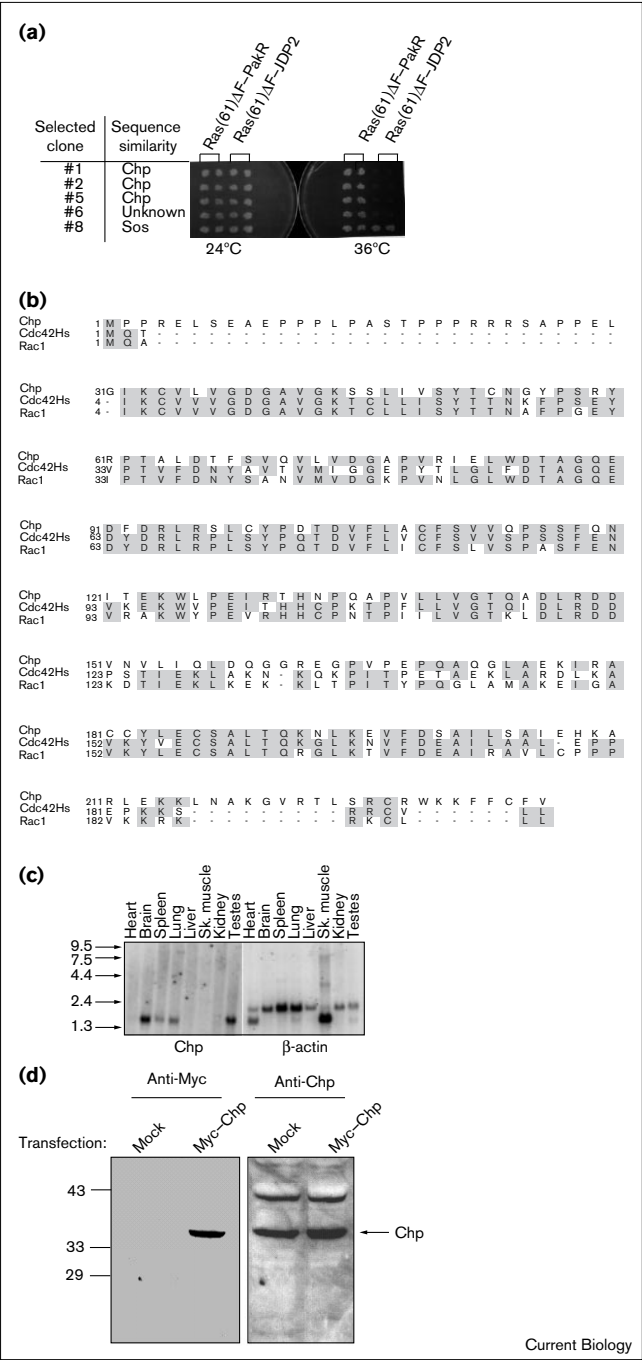 (a)
Ras(61)ΔF–PakR
Ras(61)ΔF–JDP2
Ras(61)ΔF–PakR
Ras(61)ΔF–JDP2
Selected clone Sequence similarity
#1 Chp
#2 Chp
#5 Chp
#6 Unknown
#8 Sos
24°C 36°C
(b)
Chp 1 M P P R E L S E A E P P P L P A S T P P P R R R S A P P E L
Cdc42Hs 1 M Q T - - - - - - - - - - - - - - - - - - - - - - - - - - -
Rac1 1 M Q A - - - - - - - - - - - - - - - - - - - - - - - - - - -
Chp 31 G I K C V L V G D G A V G K S S L I V S Y T C N G Y P S R Y
Cdc42Hs 4 - I K C V V V G D G A V G K T C L L I S Y T T N K F P S E Y
Rac1 4 - I K C V V V G D G A V G K T C L L I S Y T T N A F P G E Y
Chp 61 R P T A L D T F S V Q V L V D G A P V R I E L W D T A G Q E
Cdc42Hs 33 V P T V F D N Y A V T V M I G G E P Y T L G L F D T A G Q E
Rac1 33 I P T V F D N Y S A N V M V D G K P V N L G L W D T A G Q E
Chp 91 D F D R L R S L C Y P D T D V F L A C F S V V Q P S S F Q N
Cdc42Hs 63 D Y D R L R P L S Y P Q T D V F L V C F S V V S P S S F E N
Rac1 63 D Y D R L R P L S Y P Q T D V F L I C F S L V S P A S F E N
Chp 121 I T E K W L P E I R T H N P Q A P V L L V G T Q A D L R D D
Cdc42Hs 93 V K E K W V P E I T H H C P K T P F L L V G T Q I D L R D D
Rac1 93 V R A K W Y P E V R H H C P N T P I I L V G T K L D L R D D
Chp 151 V N V L I Q L D Q G G R E G P V P E P Q A Q G L A E K I R A
Cdc42Hs 123 P S T I E K L A K N - K Q K P I T P E T A E K L A R D L K A
Rac1 123 K D T I E K L K E K - K L T P I T Y P Q G L A M A K E I G A
Chp 181 C C Y L E C S A L T Q K N L K E V F D S A I L S A I E H K A
Cdc42Hs 152 V K Y V E C S A L T Q K G L K N V F D E A I L A A L - E P P
Rac1 152 V K Y L E C S A L T Q R G L K T V F D E A I R A V L C P P P
Chp 211 R L E K K L N A K G V R T L S R C R W K K F F C F V
Cdc42Hs 181 E P K K S - - - - - - - - - R R C V - - - - - - L L
Rac1 182 V K K R K - - - - - - - - - R K C L - - - - - - L L
(c)
Heart Brain Spleen Lung Liver Sk. muscle Kidney Testes Heart Brain Spleen Lung Liver Sk. muscle Kidney Testes
9.5
7.5
4.4
2.4
1.3
Chp β-actin
(d)
Anti-Myc Anti-Chp
Transfection: Mock Myc–Chp Mock Myc–Chp
43
33
29
Chp
Current Biology